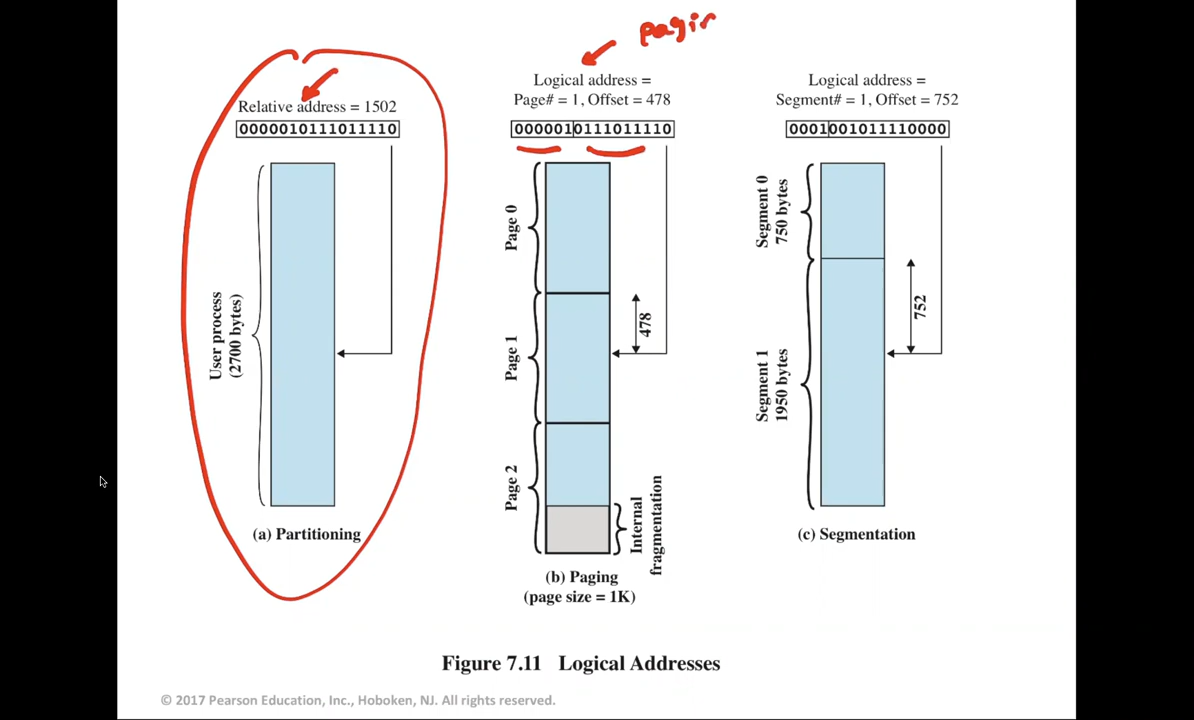 pagin
Relative address = 1502
0000010111011110
User process
(2700 bytes)
(a) Partitioning
Logical address =
Page# = 1, Offset = 478
0000010111011110
Page 0
Page 1
Page 2
478
Internal
fragmentation
(b) Paging
(page size = 1K)
Logical address =
Segment# = 1, Offset = 752
0001001011110000
Segment 0
750 bytes
Segment 1
1950 bytes
752
(c) Segmentation
Figure 7.11 Logical Addresses
© 2017 Pearson Education, Inc., Hoboken, NJ. All rights reserved.